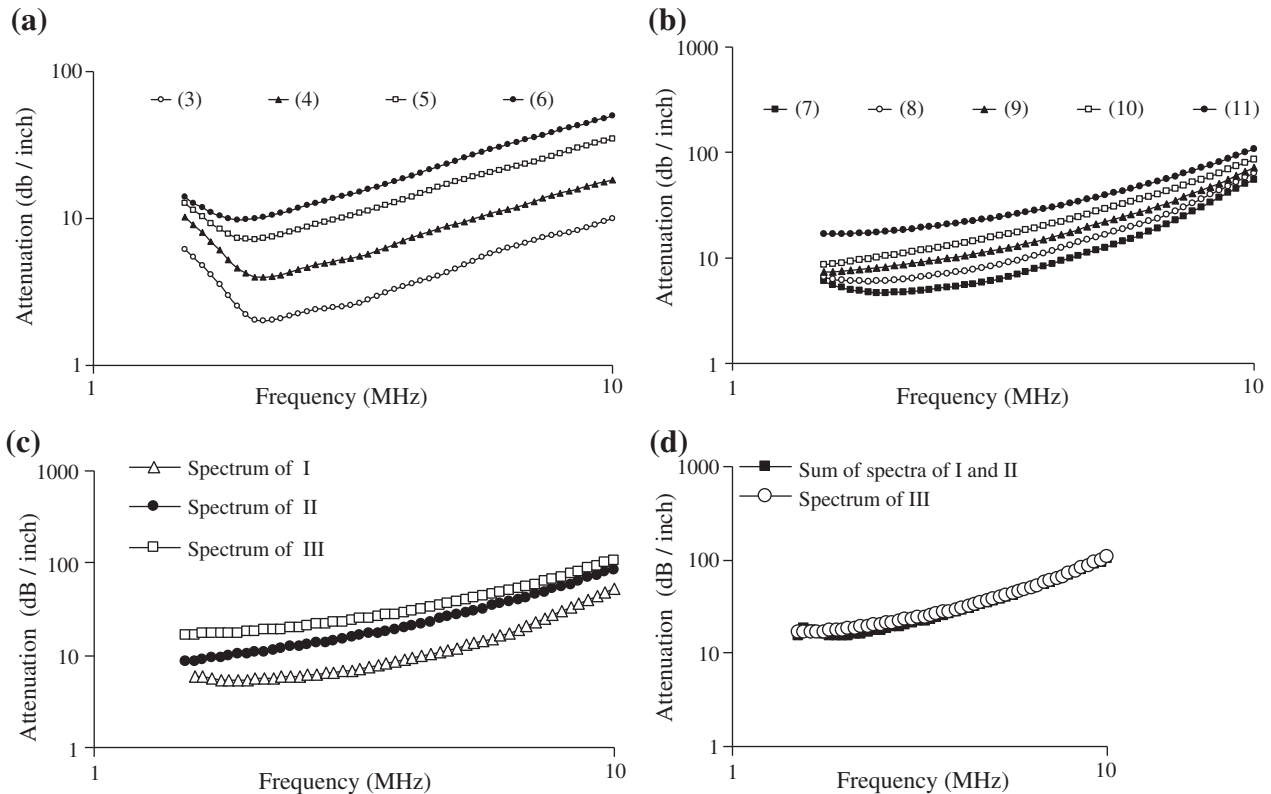 (a)
100
10
1
Attenuation (db / inch)
(3) (4) (5) (6)
1 10
Frequency (MHz)
(b)
1000
100
10
1
Attenuation (db / inch)
(7) (8) (9) (10) (11)
1 10
Frequency (MHz)
(c)
1000
100
10
1
Attenuation (dB / inch)
Spectrum of I
Spectrum of II
Spectrum of III
1 10
Frequency (MHz)
(d)
1000
100
10
1
Attenuation (dB / inch)
Sum of spectra of I and II
Spectrum of III
1 10
Frequency (MHz)